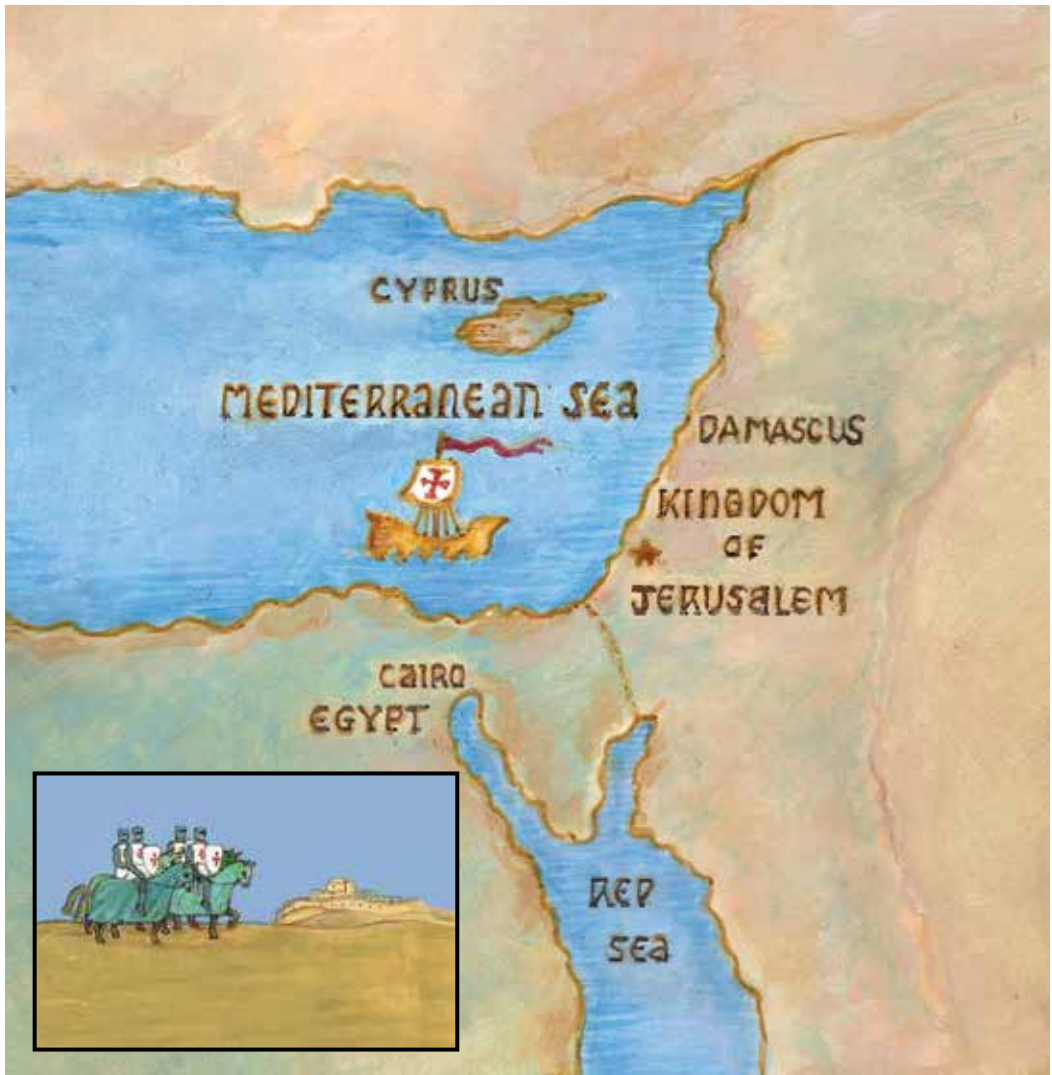 CYPRUS
MEDITERRANEAN SEA
DAMASCUS
KINGDOM
OF
JERUSALEM
CAIRO
EGYPT
RED
SEA